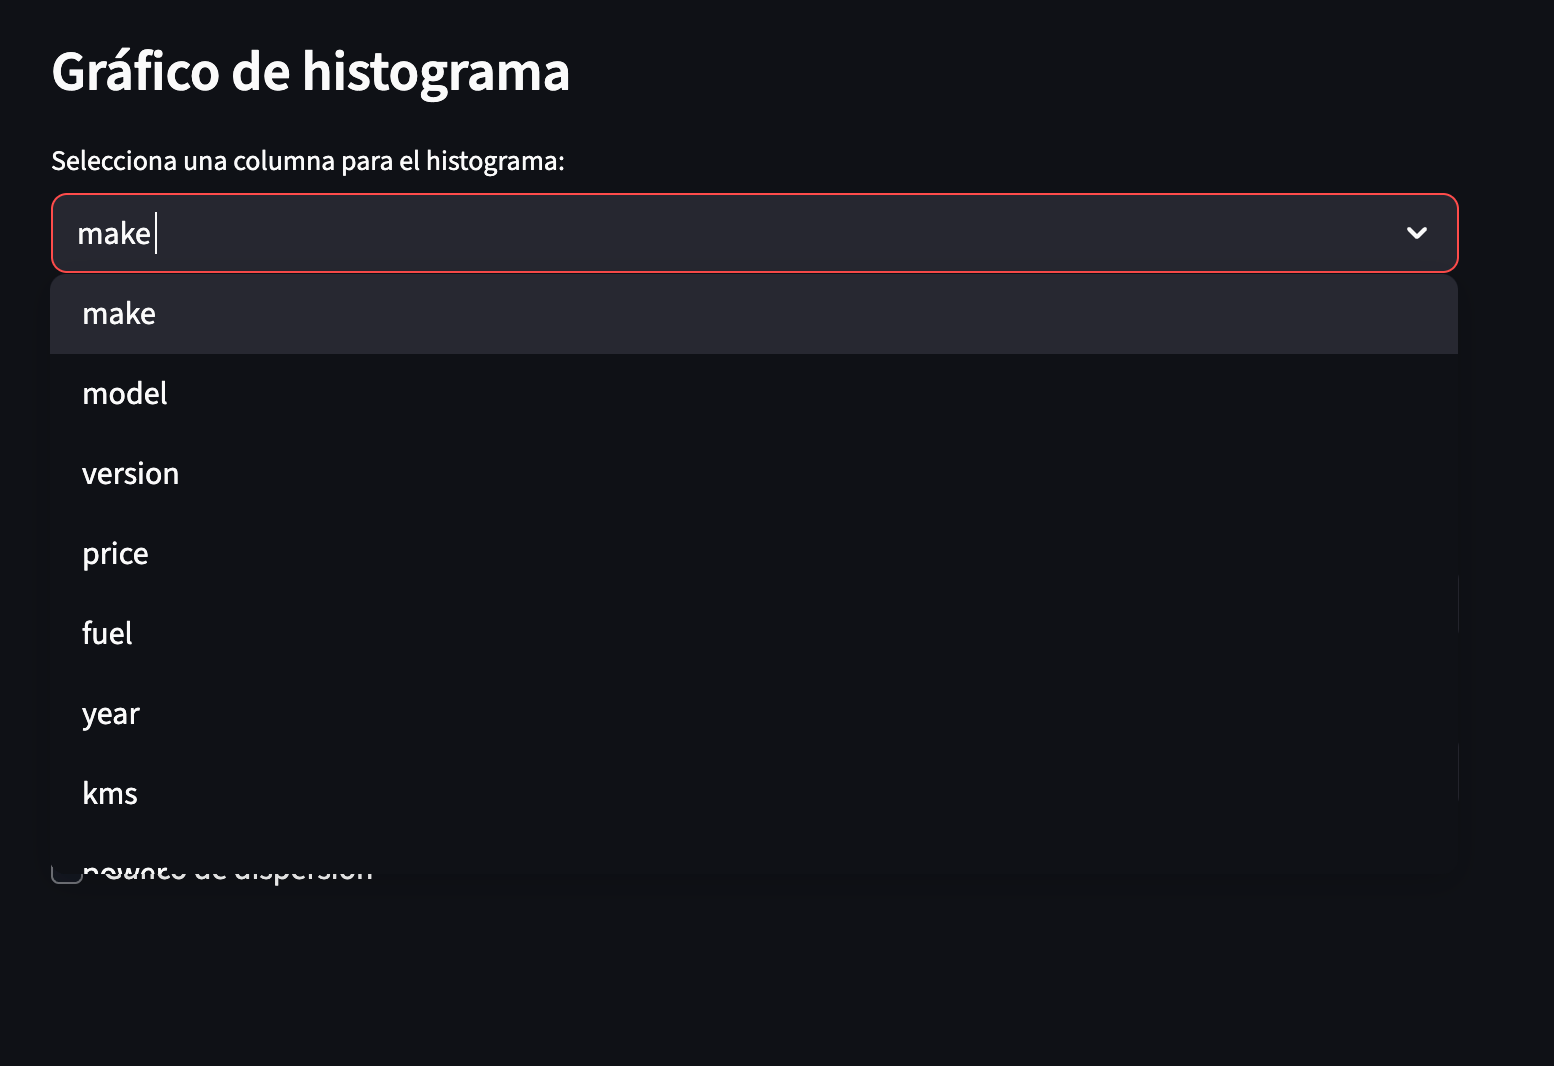 Gráfico de histograma
Selecciona una columna para el histograma:
make
make
model
version
price
fuel
year
kms
power
de dispersión